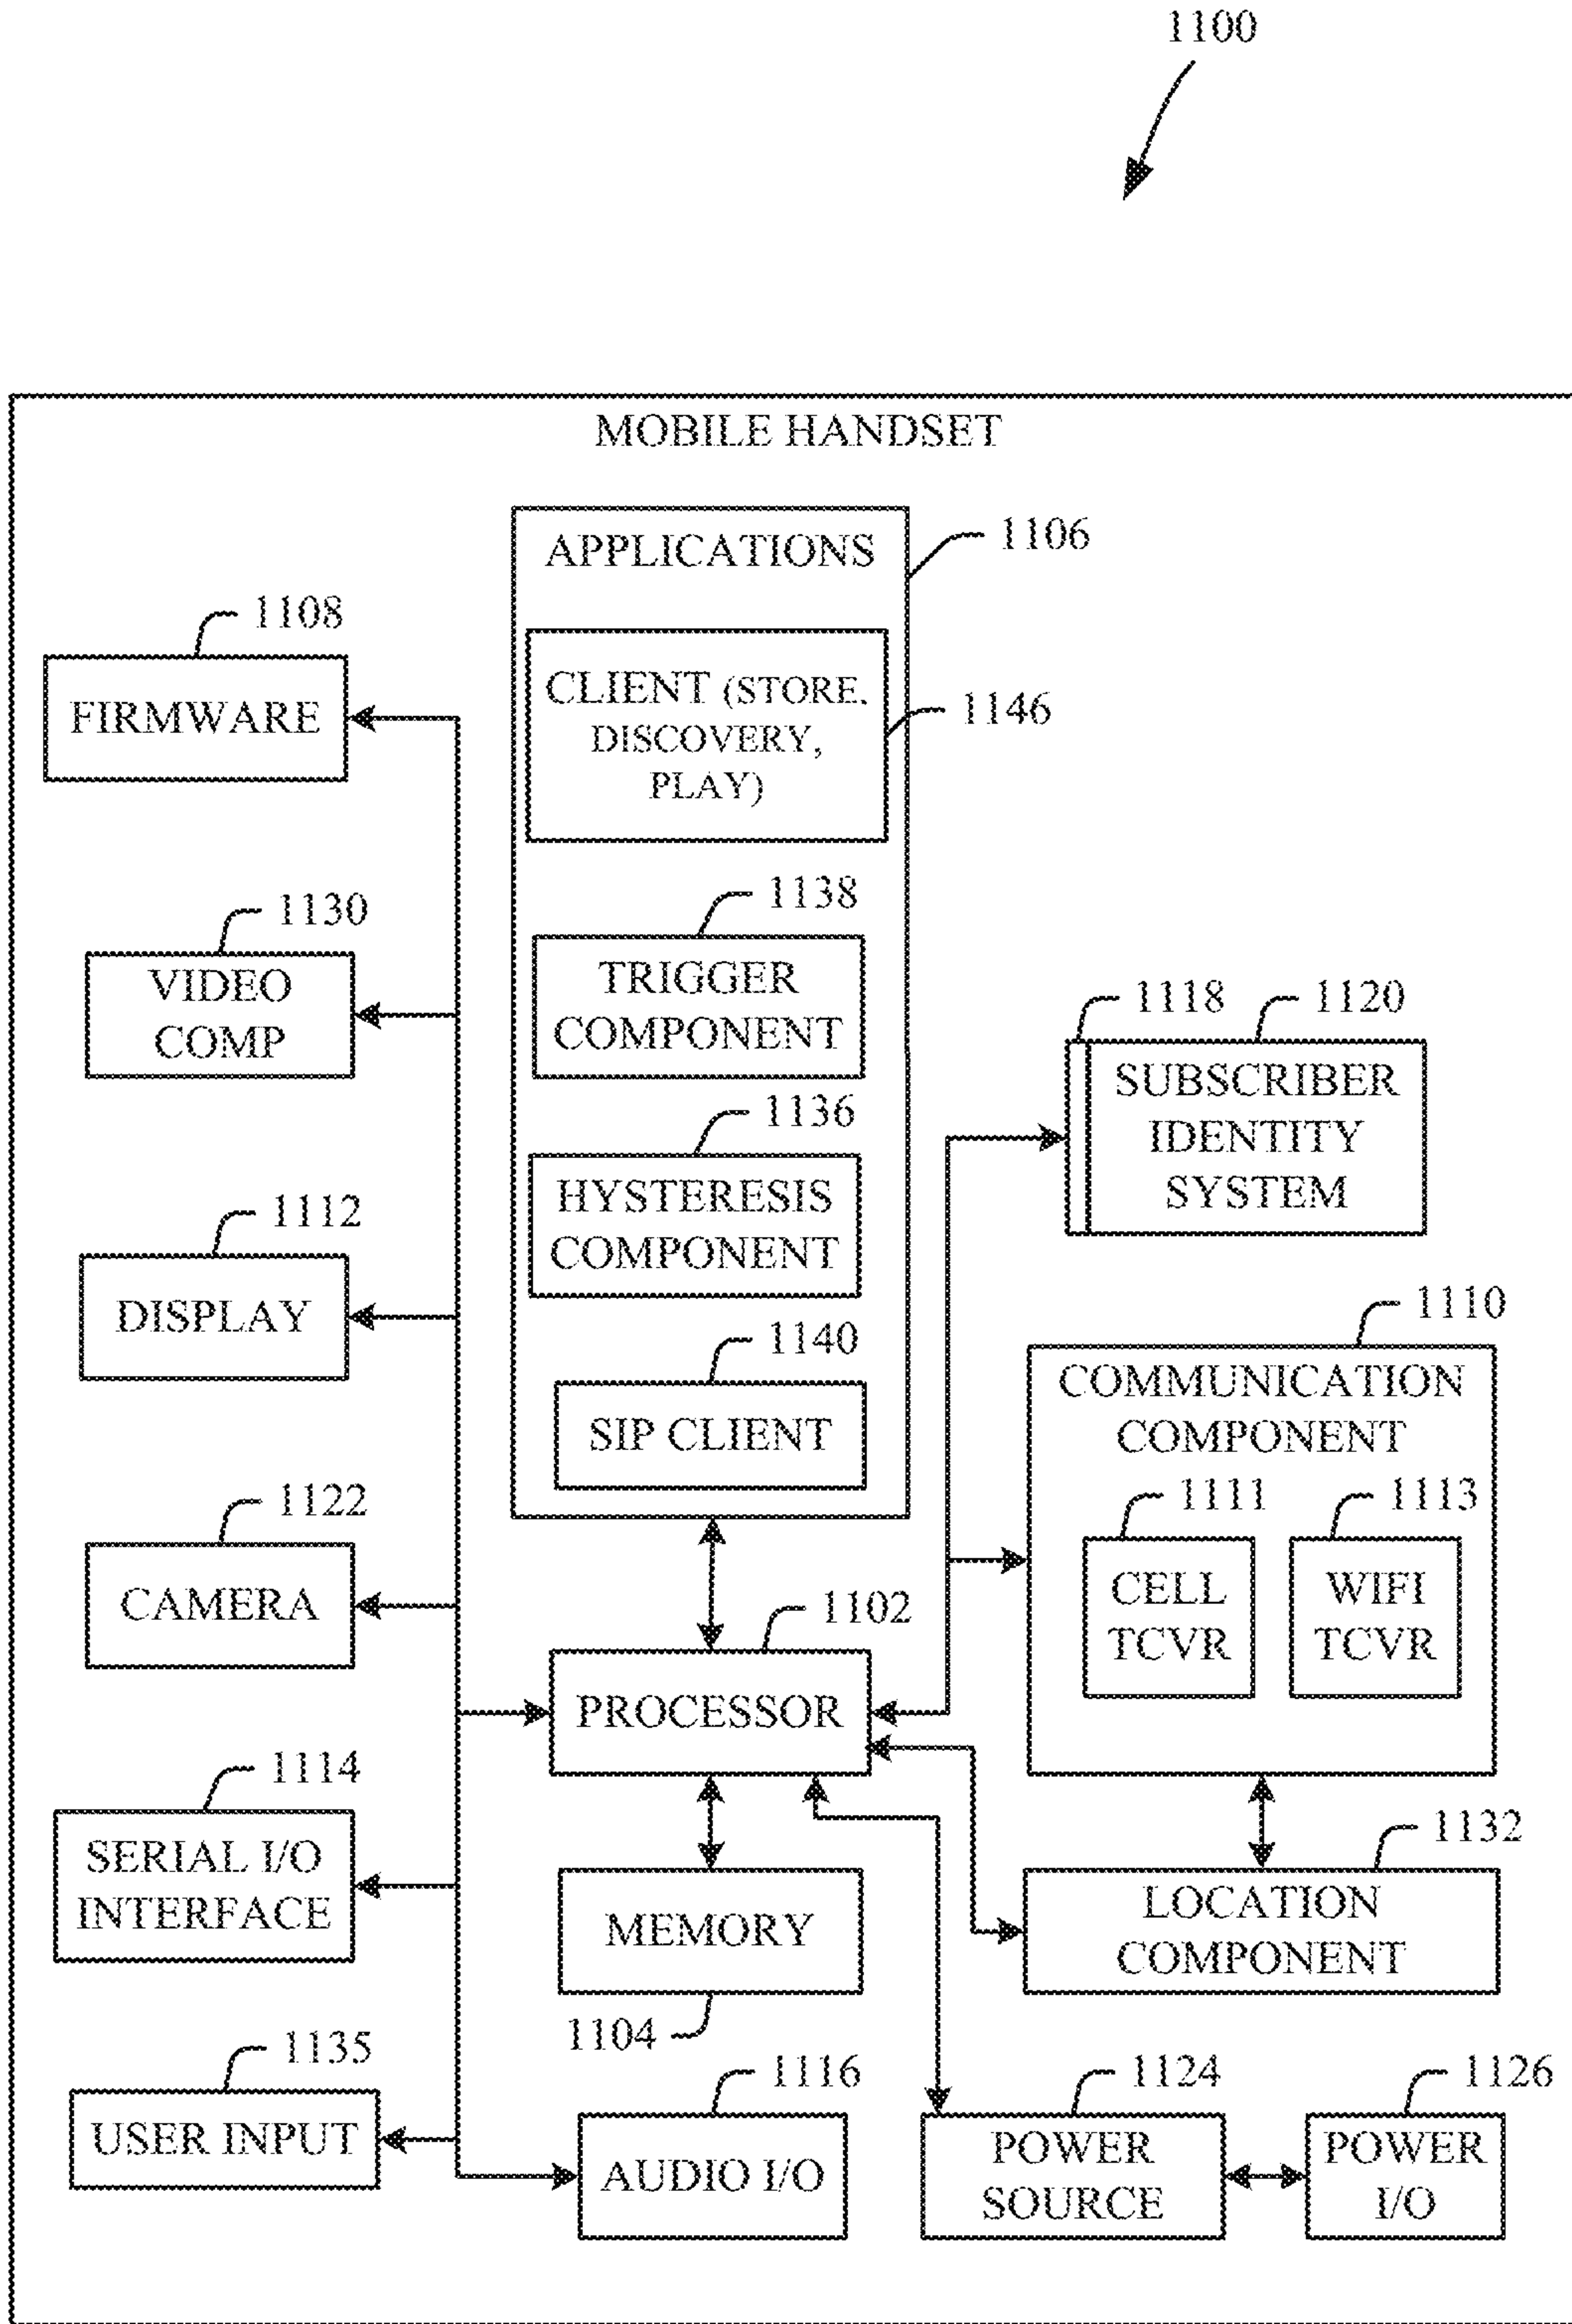 1100
MOBILE HANDSET
APPLICATIONS
1106
CLIENT (STORE,
DISCOVERY,
PLAY)
1146
1108
FIRMWARE
1138
TRIGGER
COMPONENT
1130
VIDEO
COMP
1136
HYSTERESIS
COMPONENT
1118
1120
SUBSCRIBER
IDENTITY
SYSTEM
1112
DISPLAY
1140
SIP CLIENT
1110
COMMUNICATION
COMPONENT
1111
CELL
TCVR
1113
WIFI
TCVR
1122
CAMERA
1102
PROCESSOR
1114
SERIAL I/O
INTERFACE
MEMORY
1104
1132
LOCATION
COMPONENT
1135
USER INPUT
1116
AUDIO I/O
1124
POWER
SOURCE
1126
POWER
I/O